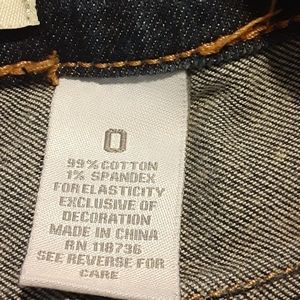 0
99% COTTON
1% SPANDEX
FOR ELASTICITY
EXCLUSIVE OF
DECORATION
MADE IN CHINA
RN 118736
SEE REVERSE FOR
CARE